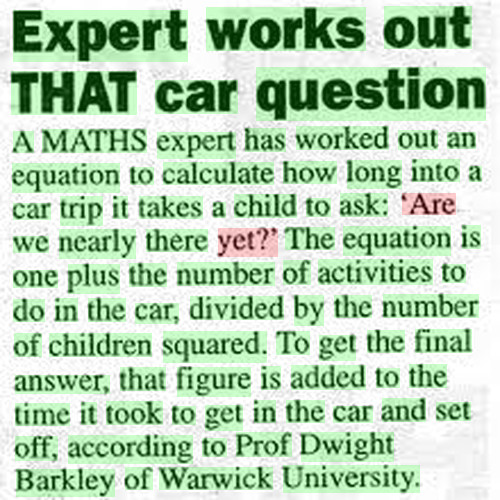 Expert works out
THAT car question
A MATHS expert has worked out an
equation to calculate how long into a
car trip it takes a child to ask: ‘Are
we nearly there yet?’ The equation is
one plus the number of activities to
do in the car, divided by the number
of children squared. To get the final
answer, that figure is added to the
time it took to get in the car and set
off, according to Prof Dwight
Barkley of Warwick University.